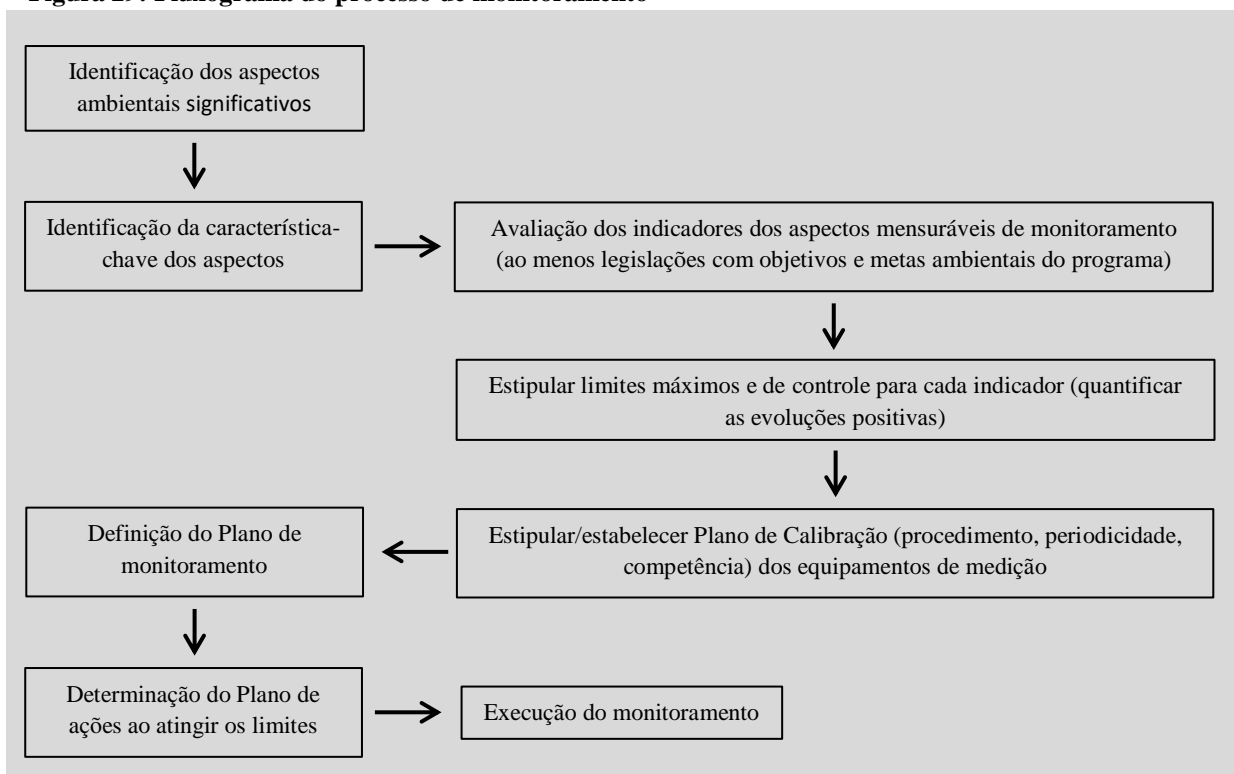 Figura 29: Fluxograma do processo de monitoramento
Identificação dos aspectos
ambientais significativos
Identificação da característica-
chave dos aspectos
Avaliação dos indicadores dos aspectos mensuráveis de monitoramento
(ao menos legislações com objetivos e metas ambientais do programa)
Estipular limites máximos e de controle para cada indicador (quantificar
as evoluções positivas)
Estipular/estabelecer Plano de Calibração (procedimento, periodicidade,
competência) dos equipamentos de medição
Definição do Plano de
monitoramento
Determinação do Plano de
ações ao atingir os limites
Execução do monitoramento